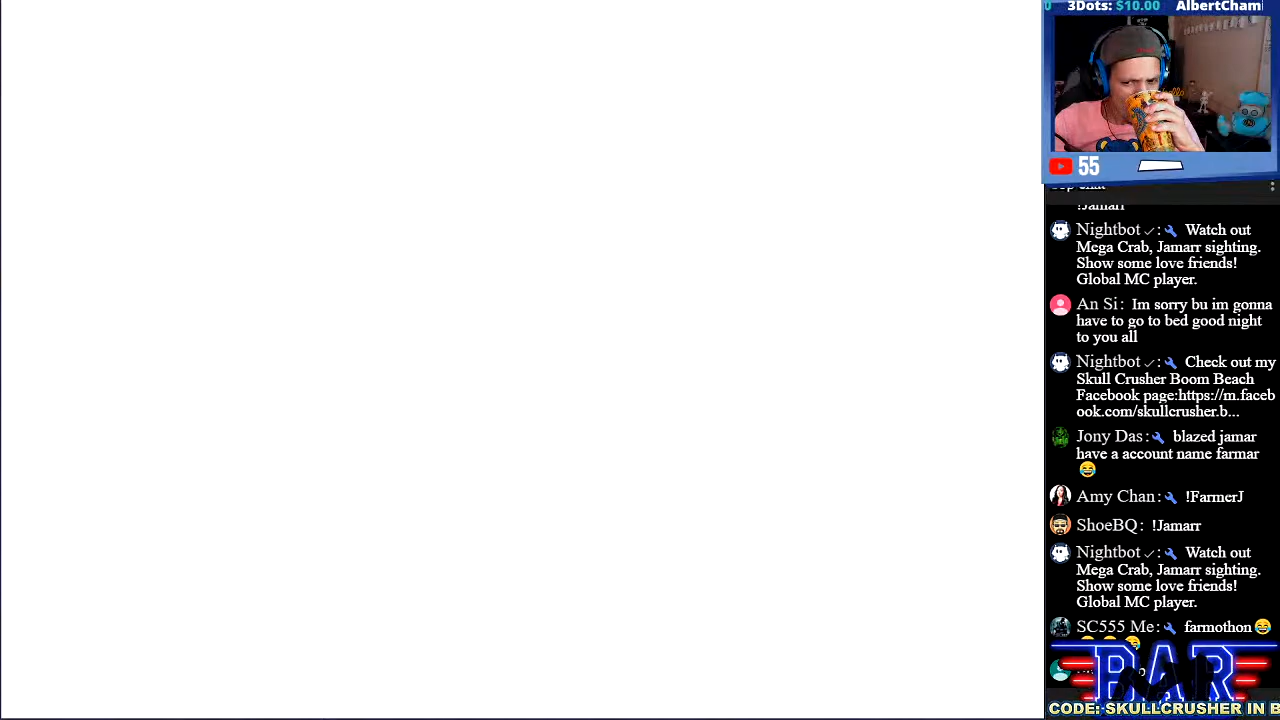 3Dots: $10.00 AlbertCham
55
!Jamarr
Nightbot : Watch out
Mega Crab, Jamarr sighting.
Show some love friends!
Global MC player.
An Si: Im sorry bu im gonna
have to go to bed good night
to you all
Nightbot : Check out my
Skull Crusher Boom Beach
Facebook page:https://m.faceb
ook.com/skullcrusher.b...
Jony Das: blazed jamar
have a account name farmar
😂
Amy Chan: !FarmerJ
ShoeBQ: !Jamarr
Nightbot : Watch out
Mega Crab, Jamarr sighting.
Show some love friends!
Global MC player.
SC555 Me: farmothon 😂
BAR
CODE: SKULLCRUSHER IN B